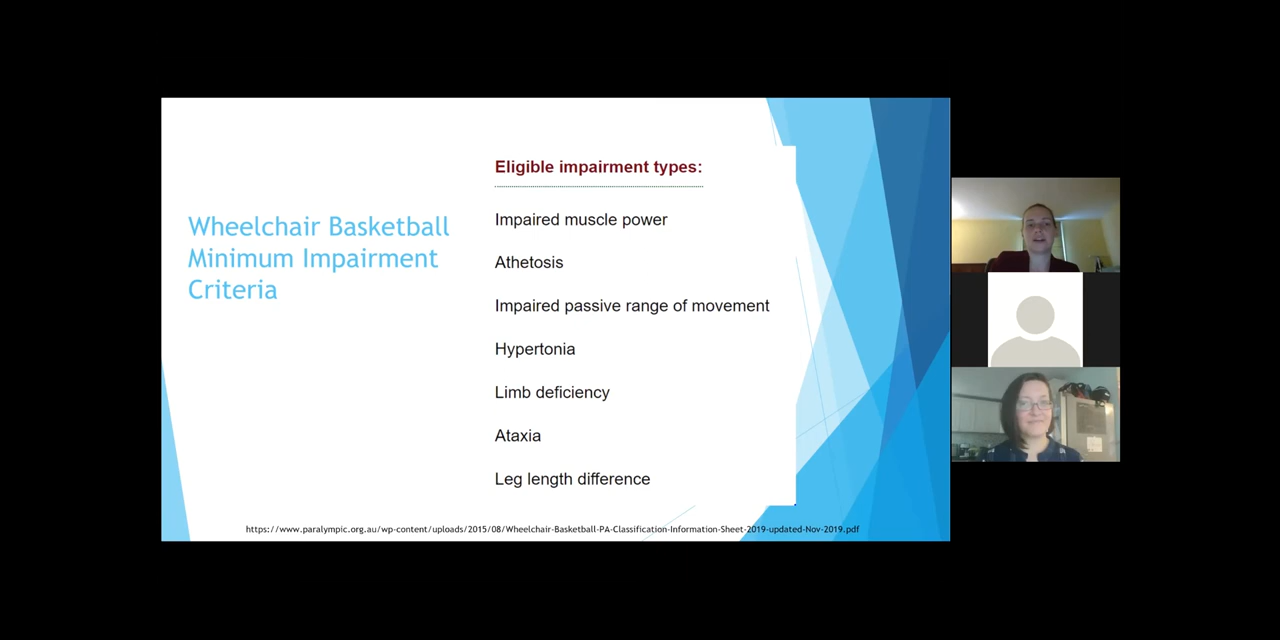 Wheelchair Basketball
Minimum Impairment
Criteria
Eligible impairment types:
Impaired muscle power
Athetosis
Impaired passive range of movement
Hypertonia
Limb deficiency
Ataxia
Leg length difference
https://www.paralympic.org.au/wp-content/uploads/2015/08/Wheelchair-Basketball-PA-Classification-Information-Sheet-2019-updated-Nov-2019.pdf